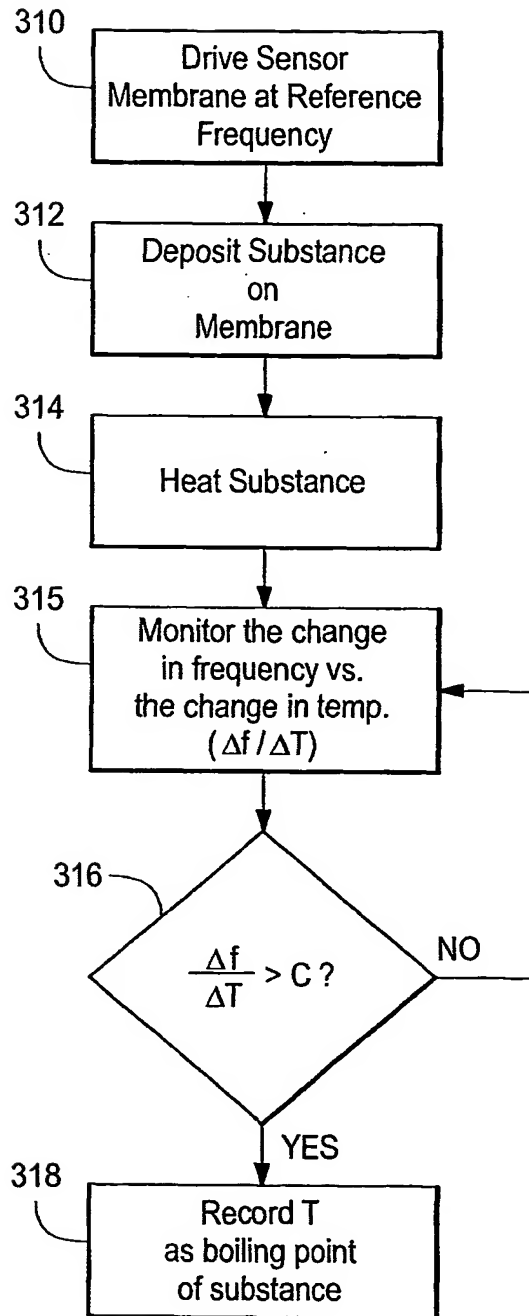 310
Drive Sensor
Membrane at Reference
Frequency
312
Deposit Substance
on
Membrane
314
Heat Substance
315
Monitor the change
in frequency vs.
the change in temp.
(Δf/ΔT)
316
Δf
ΔT
> C ?
NO
YES
318
Record T
as boiling point
of substance